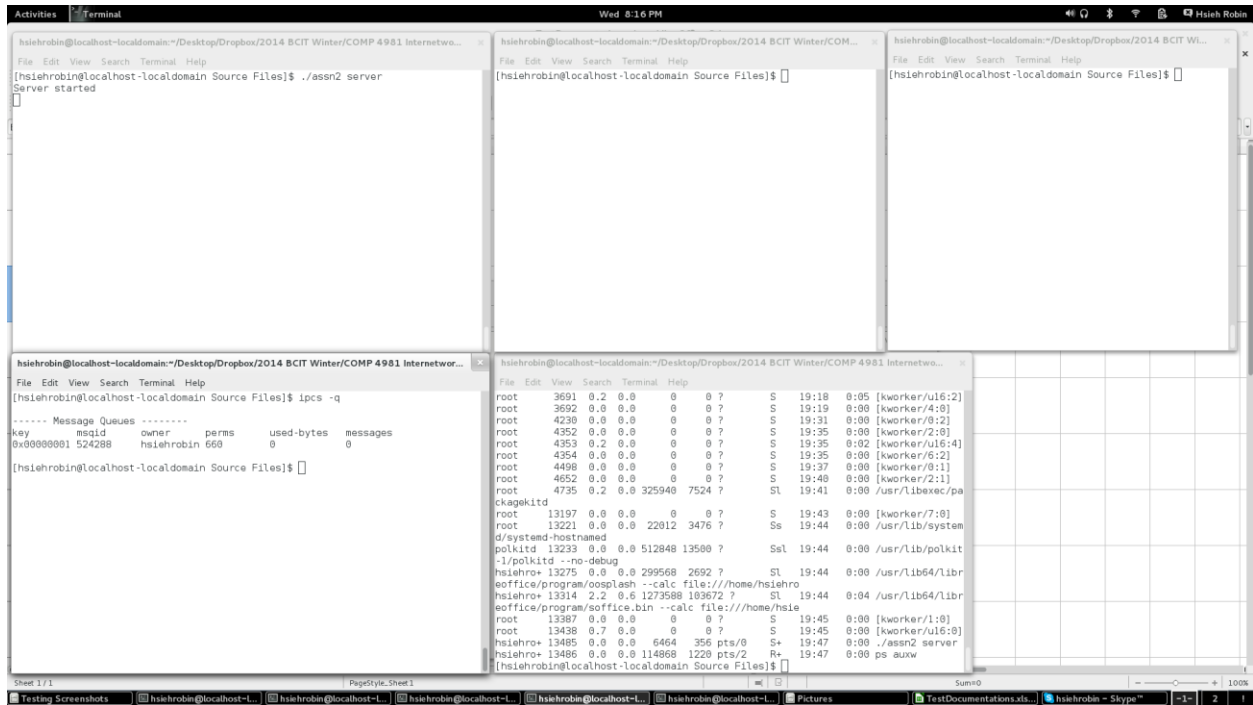 Activities Terminal Wed 8:16 PM Hsieh Robin
hsiehrobin@localhost-localdomain:~/Desktop/Dropbox/2014 BCIT Winter/COMP 4981 Internetwo...
File Edit View Search Terminal Help
[hsiehrobin@localhost-localdomain Source Files]$ ./assn2 server
Server started
hsiehrobin@localhost-localdomain:~/Desktop/Dropbox/2014 BCIT Winter/COM...
File Edit View Search Terminal Help
[hsiehrobin@localhost-localdomain Source Files]$
hsiehrobin@localhost-localdomain:~/Desktop/Dropbox/2014 BCIT Wi...
File Edit View Search Terminal Help
[hsiehrobin@localhost-localdomain Source Files]$
hsiehrobin@localhost-localdomain:~/Desktop/Dropbox/2014 BCIT Winter/COMP 4981 Internetwor...
File Edit View Search Terminal Help
[hsiehrobin@localhost-localdomain Source Files]$ ipcs -q
------ Message Queues --------
key msqid owner perms used-bytes messages
0x00000001 524288 hsiehrobin 660 0 0
[hsiehrobin@localhost-localdomain Source Files]$
hsiehrobin@localhost-localdomain:~/Desktop/Dropbox/2014 BCIT Winter/COMP 4981 Internetwo...
File Edit View Search Terminal Help
root 3691 0.2 0.0 0 0 ? S 19:18 0:05 [kworker/u16:2]
root 3692 0.0 0.0 0 0 ? S 19:19 0:00 [kworker/4:0]
root 4230 0.0 0.0 0 0 ? S 19:31 0:00 [kworker/0:2]
root 4352 0.0 0.0 0 0 ? S 19:35 0:00 [kworker/2:0]
root 4353 0.2 0.0 0 0 ? S 19:35 0:02 [kworker/u16:4]
root 4354 0.0 0.0 0 0 ? S 19:35 0:00 [kworker/6:2]
root 4498 0.0 0.0 0 0 ? S 19:37 0:00 [kworker/0:1]
root 4652 0.0 0.0 0 0 ? S 19:40 0:00 [kworker/2:1]
root 4735 0.2 0.0 325940 7524 ? Sl 19:41 0:00 /usr/libexec/pa
ckagekitd
root 13197 0.0 0.0 0 0 ? S 19:43 0:00 [kworker/7:0]
root 13221 0.0 0.0 22012 3476 ? Ss 19:44 0:00 /usr/lib/system
d/systemd-hostnamed
polkitd 13233 0.0 0.0 512848 13500 ? Ssl 19:44 0:00 /usr/lib/polkit
-1/polkitd --no-debug
hsiehro+ 13275 0.0 0.0 299568 2692 ? Sl 19:44 0:00 /usr/lib64/libr
eoffice/program/oosplash --calc file:///home/hsiehro
hsiehro+ 13314 2.2 0.6 1273588 103672 ? Sl 19:44 0:04 /usr/lib64/libr
eoffice/program/soffice.bin --calc file:///home/hsie
root 13387 0.0 0.0 0 0 ? S 19:45 0:00 [kworker/1:0]
root 13438 0.7 0.0 0 0 ? S 19:45 0:00 [kworker/u16:0]
hsiehro+ 13485 0.0 0.0 6464 356 pts/0 S+ 19:47 0:00 ./assn2 server
hsiehro+ 13486 0.0 0.0 114868 1220 pts/2 R+ 19:47 0:00 ps auxw
[hsiehrobin@localhost-localdomain Source Files]$
Sheet 1 / 1 PageStyle_Sheet1 Sum=0 100%
Testing Screenshots hsiehrobin@localhost-l... hsiehrobin@localhost-l... hsiehrobin@localhost-l... hsiehrobin@localhost-l... hsiehrobin@localhost-l... Pictures TestDocumentations.xls... hsiehrobin - Skype™ -1- 2 !